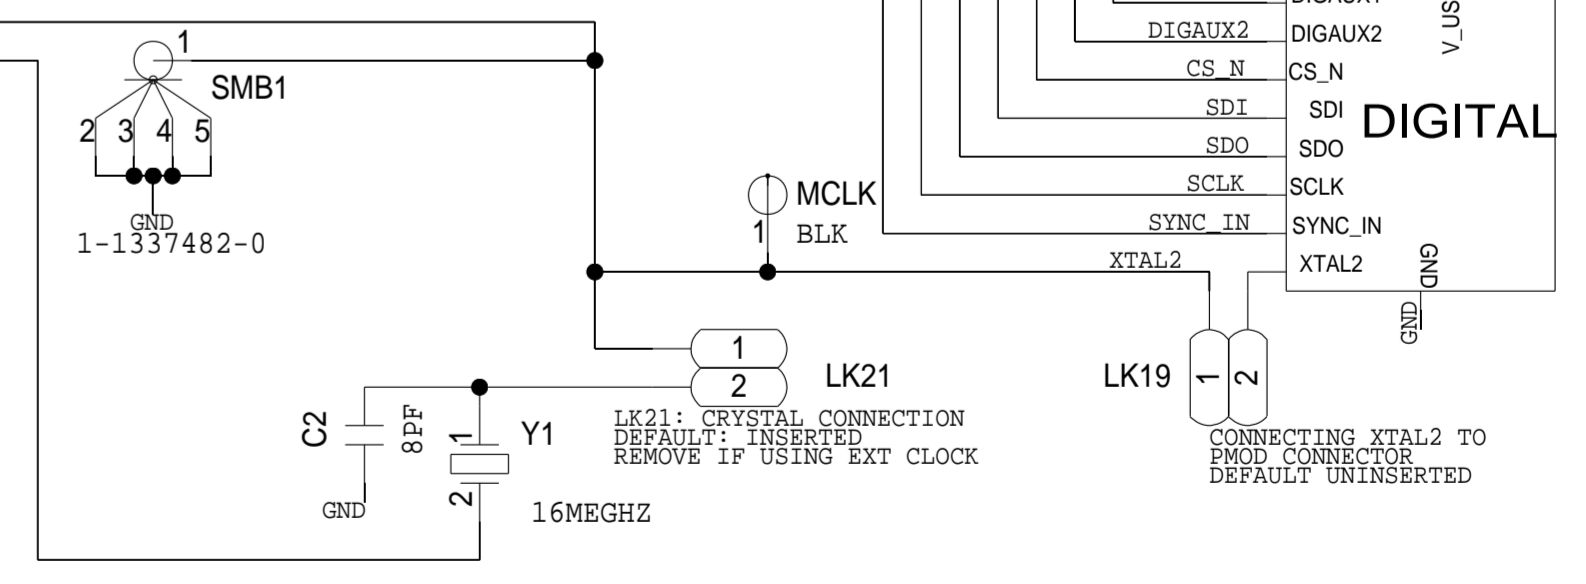 DIGAUX2
DIGAUX2
V_US
CS_N
CS_N
SDI
SDI
DIGITAL
SDO
SDO
SCLK
SCLK
SYNC_IN
SYNC_IN
XTAL2
XTAL2
GND
GND
1
SMB1
2 3 4 5
GND
1-1337482-0
MCLK
1
BLK
1
2
LK21
LK21: CRYSTAL CONNECTION
DEFAULT: INSERTED
REMOVE IF USING EXT CLOCK
LK19
1
2
CONNECTING XTAL2 TO
PMOD CONNECTOR
DEFAULT UNINSERTED
C2
8PF
GND
1
Y1
2
16MEGHZ